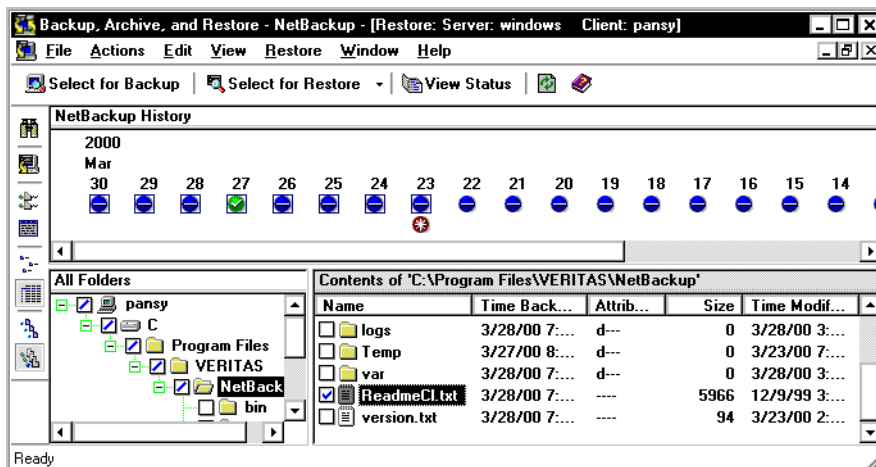 Backup, Archive, and Restore - NetBackup - [Restore: Server: windows Client: pansy]
File Actions Edit View Restore Window Help
Select for Backup Select for Restore View Status
NetBackup History
2000
Mar
30 29 28 27 26 25 24 23 22 21 20 19 18 17 16 15 14
All Folders
pansy
C
Program Files
VERITAS
NetBack
bin
Contents of 'C:\Program Files\VERITAS\NetBackup'
Name Time Back... Attrib... Size Time Modif...
logs 3/28/00 7:... d--- 0 3/28/00 3:...
Temp 3/27/00 8:... d--- 0 3/23/00 7:...
var 3/28/00 7:... d--- 0 3/28/00 3:...
ReadmeCl.txt 3/28/00 7:... ---- 5966 12/9/99 3:...
version.txt 3/28/00 7:... ---- 94 3/23/00 2:...
Ready